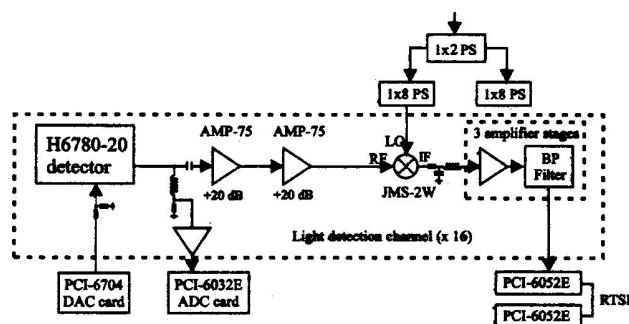 1x2 PS
1x8 PS
1x8 PS
3 amplifier stages
AMP-75
AMP-75
H6780-20
detector
LO
RF
IF
BP
Filter
+20 dB
+20 dB
JMS-2W
Light detection channel (x 16)
PCI-6704
DAC card
PCI-6032E
ADC card
PCI-6052E
PCI-6052E
RTSI